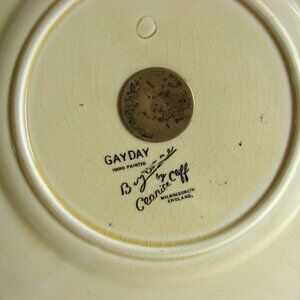 GAYDAY
HAND PAINTED
Bizarre
by
Clarice Cliff
WILKINSON LTD
ENGLAND.